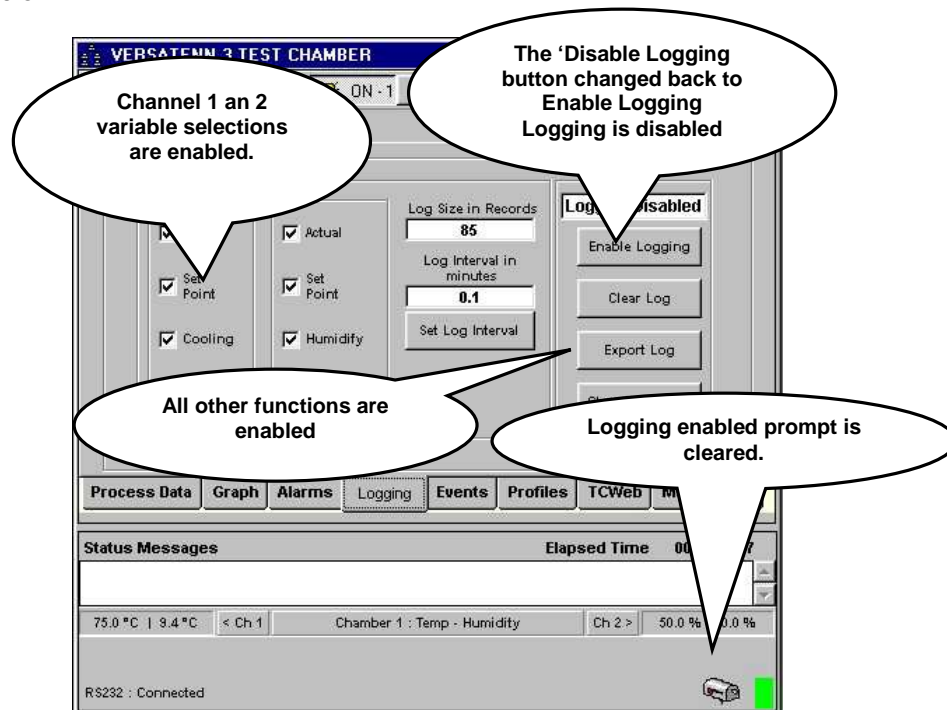 VERSATENN 3 TEST CHAMBER
ON - 1
Channel 1 an 2
variable selections
are enabled.
The ‘Disable Logging
button changed back to
Enable Logging
Logging is disabled
Log Size in Records
85
Log Interval in
minutes
0.1
Set Log Interval
Actual
Set
Point
Set
Point
Cooling
Humidify
Enable Logging
Clear Log
Export Log
All other functions are
enabled
Logging enabled prompt is
cleared.
Process Data Graph Alarms Logging Events Profiles TCWeb
Status Messages Elapsed Time
75.0 °C | 9.4 °C < Ch 1 Chamber 1 : Temp - Humidity Ch 2 > 50.0 %
RS232 : Connected